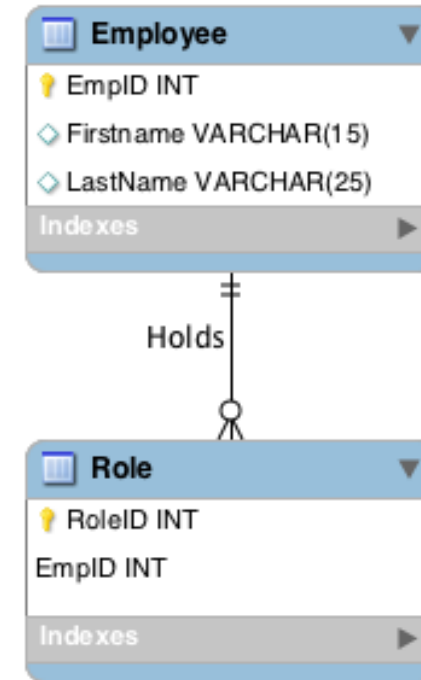 Employee
EmpID INT
Firstname VARCHAR(15)
LastName VARCHAR(25)
Indexes
Holds
Role
RoleID INT
EmpID INT
Indexes